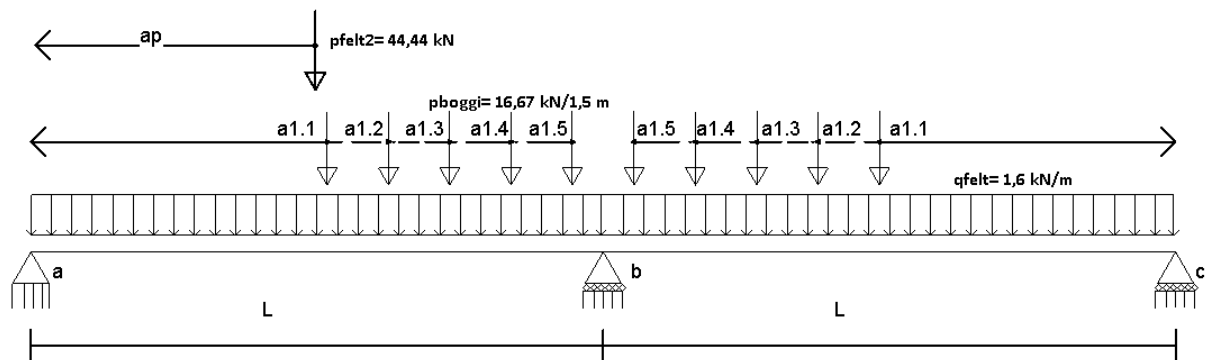 ap
pfelt2= 44,44 kN
pboggi= 16,67 kN/1,5 m
a1.1 a1.2 a1.3 a1.4 a1.5 a1.5 a1.4 a1.3 a1.2 a1.1
qfelt= 1,6 kN/m
a b c
L L